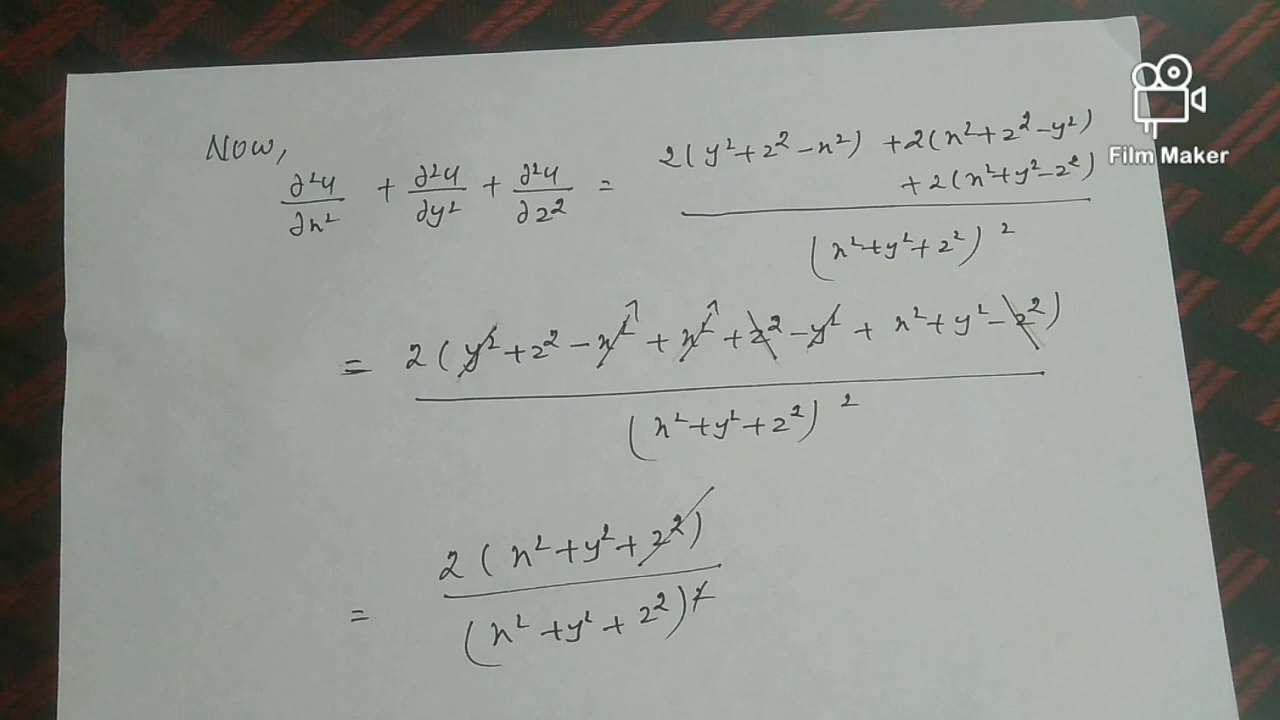 Now,
∂²u/∂x² + ∂²u/∂y² + ∂²u/∂z² = 2(y²+z²-x²) +2(x²+z²-y²) +2(x²+y²-z²) / (x²+y²+z²)²
= 2(y²+z²-x²+x²+z²-y²+x²+y²-z²) / (x²+y²+z²)²
= 2(x²+y²+z²) / (x²+y²+z²)²
Film Maker